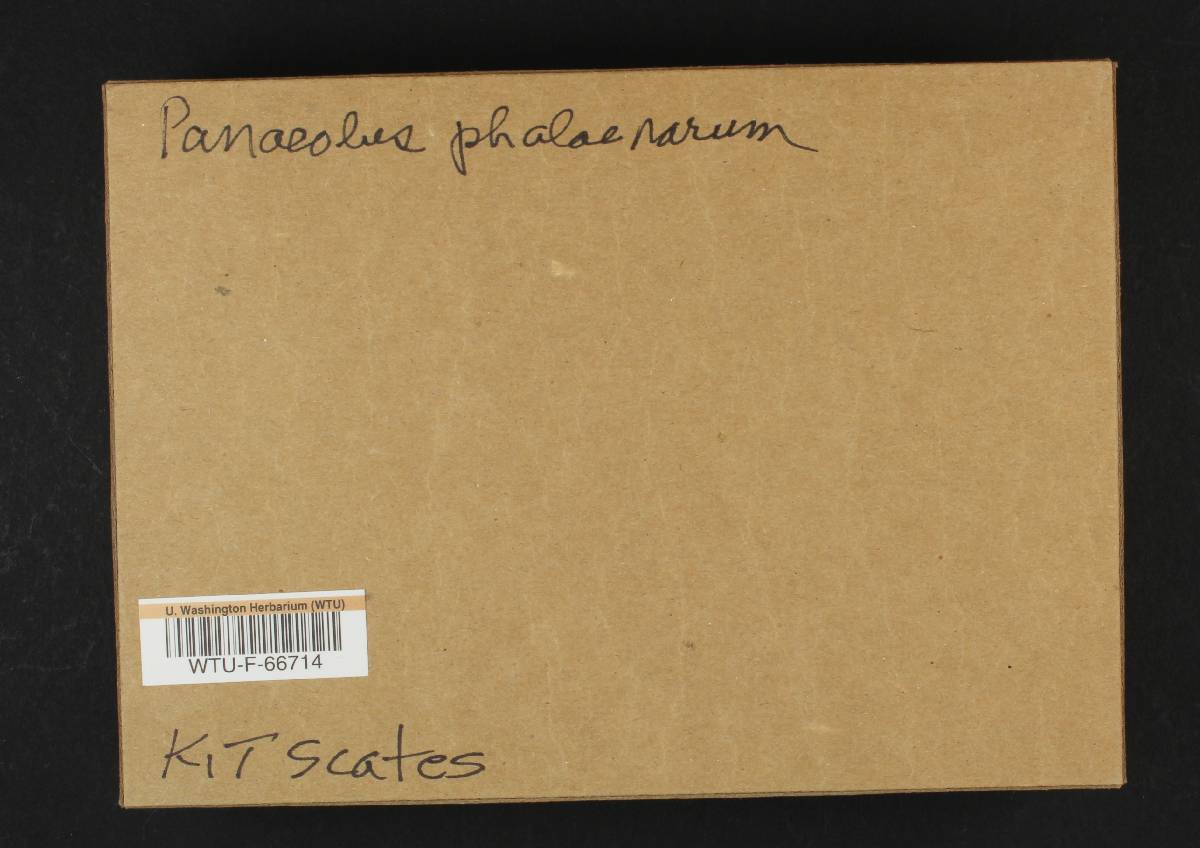 Panaeolus phalaenarum
U. Washington Herbarium (WTU)
WTU-F-66714
KiT Scates